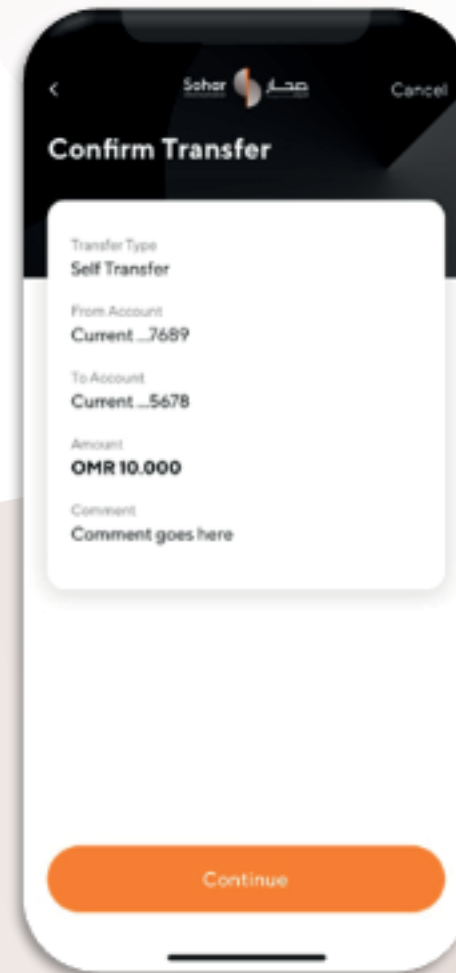 < Sohar صحار Cancel
Confirm Transfer
Transfer Type
Self Transfer
From Account
Current ...7689
To Account
Current ...5678
Amount
OMR 10.000
Comment
Comment goes here
Continue